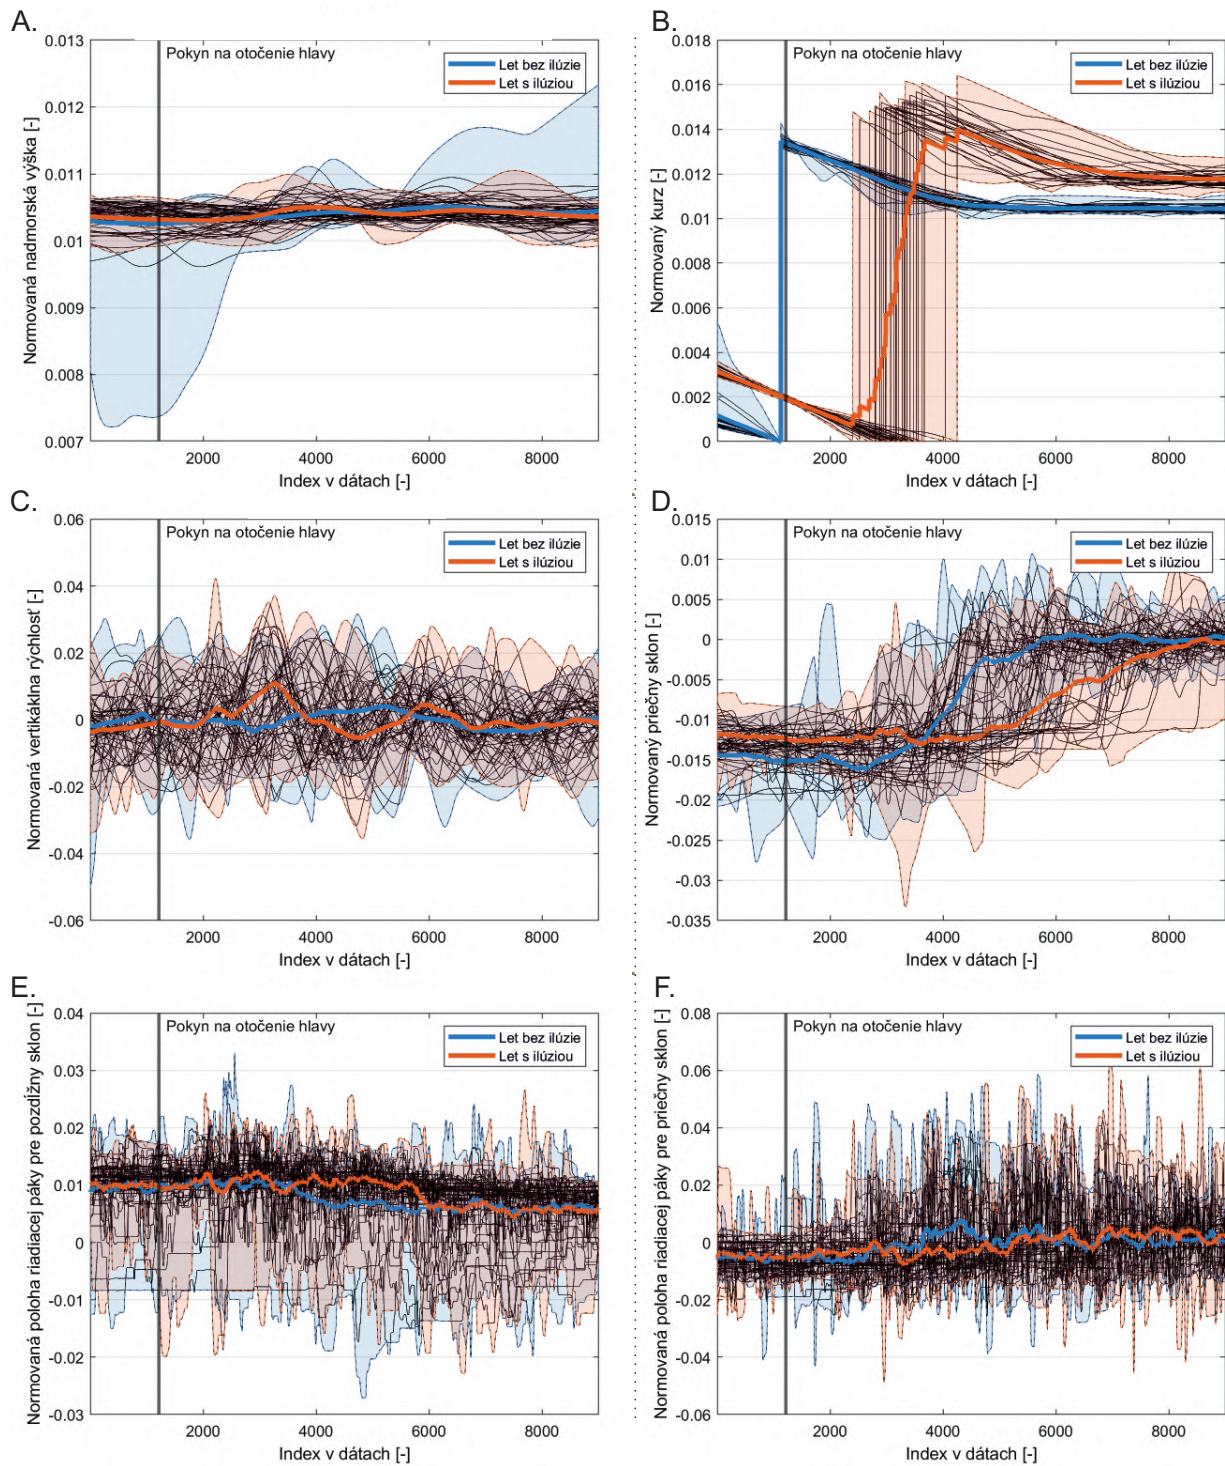 A.
0.013
0.012
0.011
0.01
0.009
0.008
0.007
Normovaná nadmorská výška [-]
Pokyn na otočenie hlavy
Let bez ilúzie
Let s ilúziou
2000 4000 6000 8000
Index v dátach [-]
B.
0.018
0.016
0.014
0.012
0.01
0.008
0.006
0.004
0.002
0
Normovaný kurz [-]
Pokyn na otočenie hlavy
Let bez ilúzie
Let s ilúziou
2000 4000 6000 8000
Index v dátach [-]
C.
0.06
0.04
0.02
0
-0.02
-0.04
-0.06
Normovaná vertikáklna rýchlosť [-]
Pokyn na otočenie hlavy
Let bez ilúzie
Let s ilúziou
2000 4000 6000 8000
Index v dátach [-]
D.
0.015
0.01
0.005
0
-0.005
-0.01
-0.015
-0.02
-0.025
-0.03
-0.035
Normovany priečny sklon [-]
Pokyn na otočenie hlavy
Let bez ilúzie
Let s ilúziou
2000 4000 6000 8000
Index v dátach [-]
E.
0.04
0.03
0.02
0.01
0
-0.01
-0.02
-0.03
Normovaná poloha riadiacej páky pre pozdĺžny sklon [-]
Pokyn na otočenie hlavy
Let bez ilúzie
Let s ilúziou
2000 4000 6000 8000
Index v dátach [-]
F.
0.08
0.06
0.04
0.02
0
-0.02
-0.04
-0.06
Normovaná poloha riadiacej páky pre priečny sklon [-]
Pokyn na otočenie hlavy
Let bez ilúzie
Let s ilúziou
2000 4000 6000 8000
Index v dátach [-]